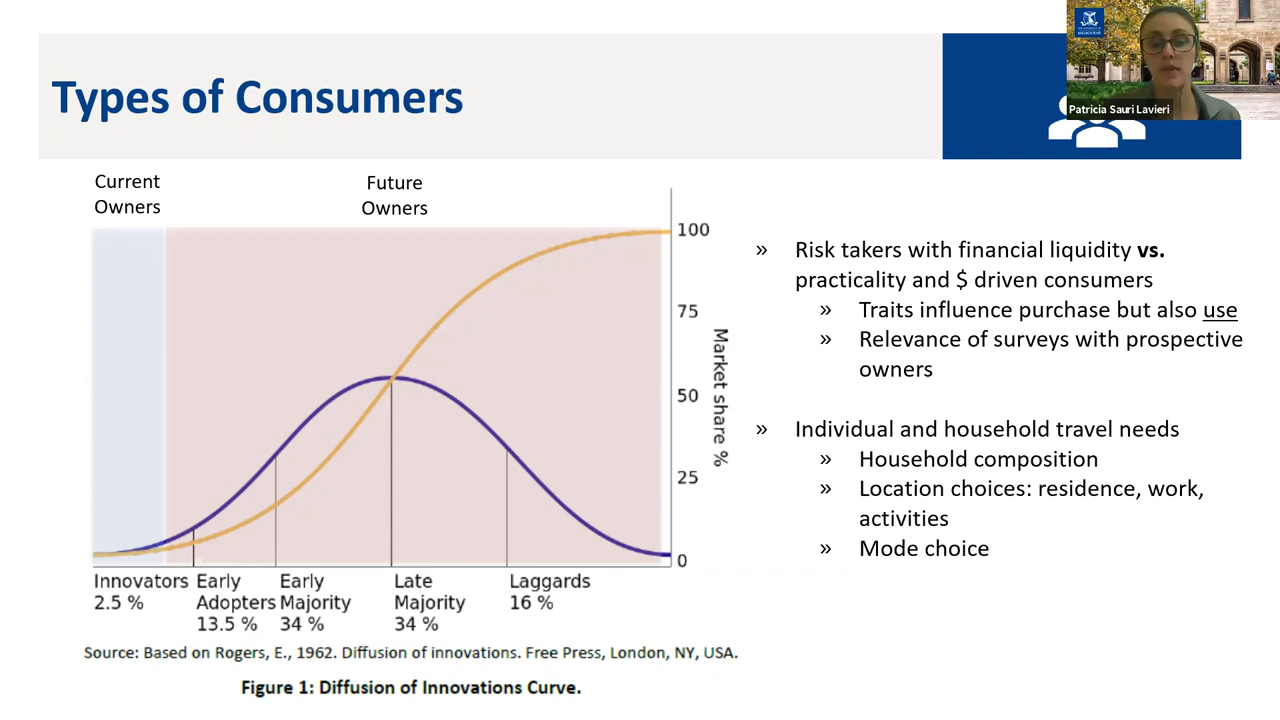 Types of Consumers
Patricia Sauri Lavieri
Current
Owners
Future
Owners
100
75
50
25
0
Market share %
Innovators
2.5 %
Early
Adopters
13.5 %
Early
Majority
34 %
Late
Majority
34 %
Laggards
16 %
Source: Based on Rogers, E., 1962. Diffusion of innovations. Free Press, London, NY, USA.
Figure 1: Diffusion of Innovations Curve.
» Risk takers with financial liquidity vs.
practicality and $ driven consumers
» Traits influence purchase but also use
» Relevance of surveys with prospective
owners
» Individual and household travel needs
» Household composition
» Location choices: residence, work,
activities
» Mode choice